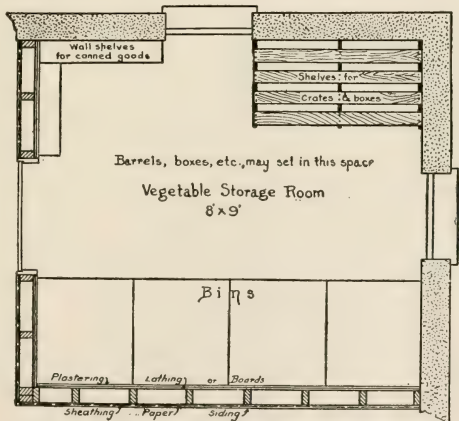 Wall shelves
for canned goods
Shelves for
Crates & boxes
Barrels, boxes, etc., may set in this space
Vegetable Storage Room
8'x9'
Bins
Plastering Lathing or Boards
Sheathing Paper Siding